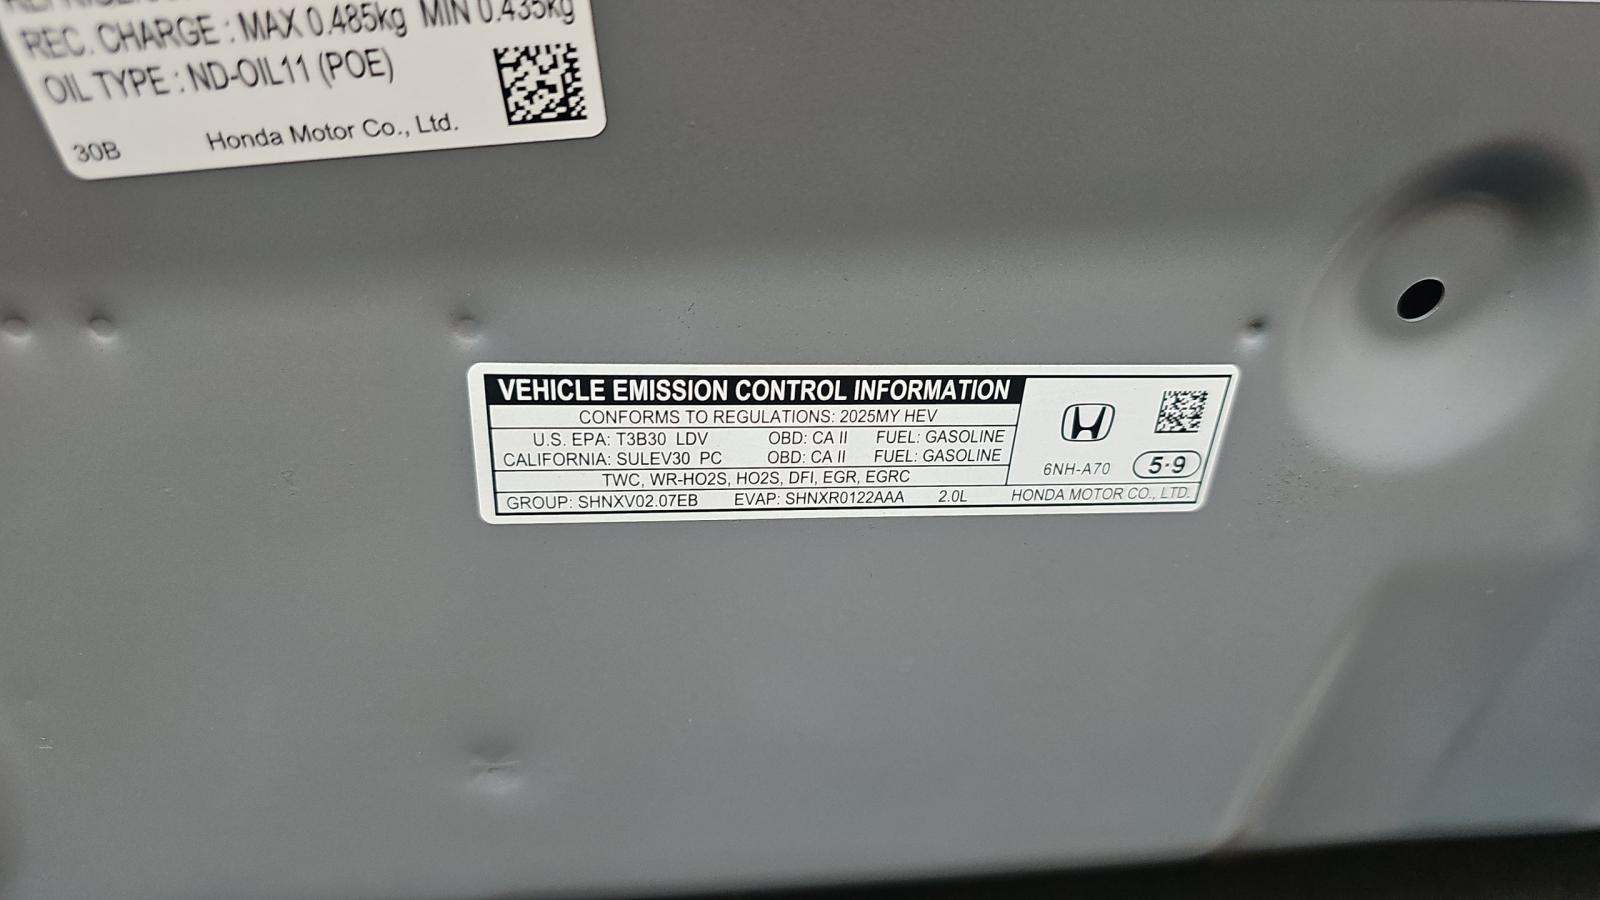 REC. CHARGE : MAX 0.485kg MIN 0.435kg
OIL TYPE : ND-OIL11 (POE)
30B Honda Motor Co., Ltd.
VEHICLE EMISSION CONTROL INFORMATION
CONFORMS TO REGULATIONS: 2025MY HEV
U.S. EPA: T3B30 LDV OBD: CA II FUEL: GASOLINE
CALIFORNIA: SULEV30 PC OBD: CA II FUEL: GASOLINE
TWC, WR-HO2S, HO2S, DFI, EGR, EGRC
GROUP: SHNXV02.07EB EVAP: SHNXR0122AAA 2.0L
6NH-A70 5·9
HONDA MOTOR CO., LTD.